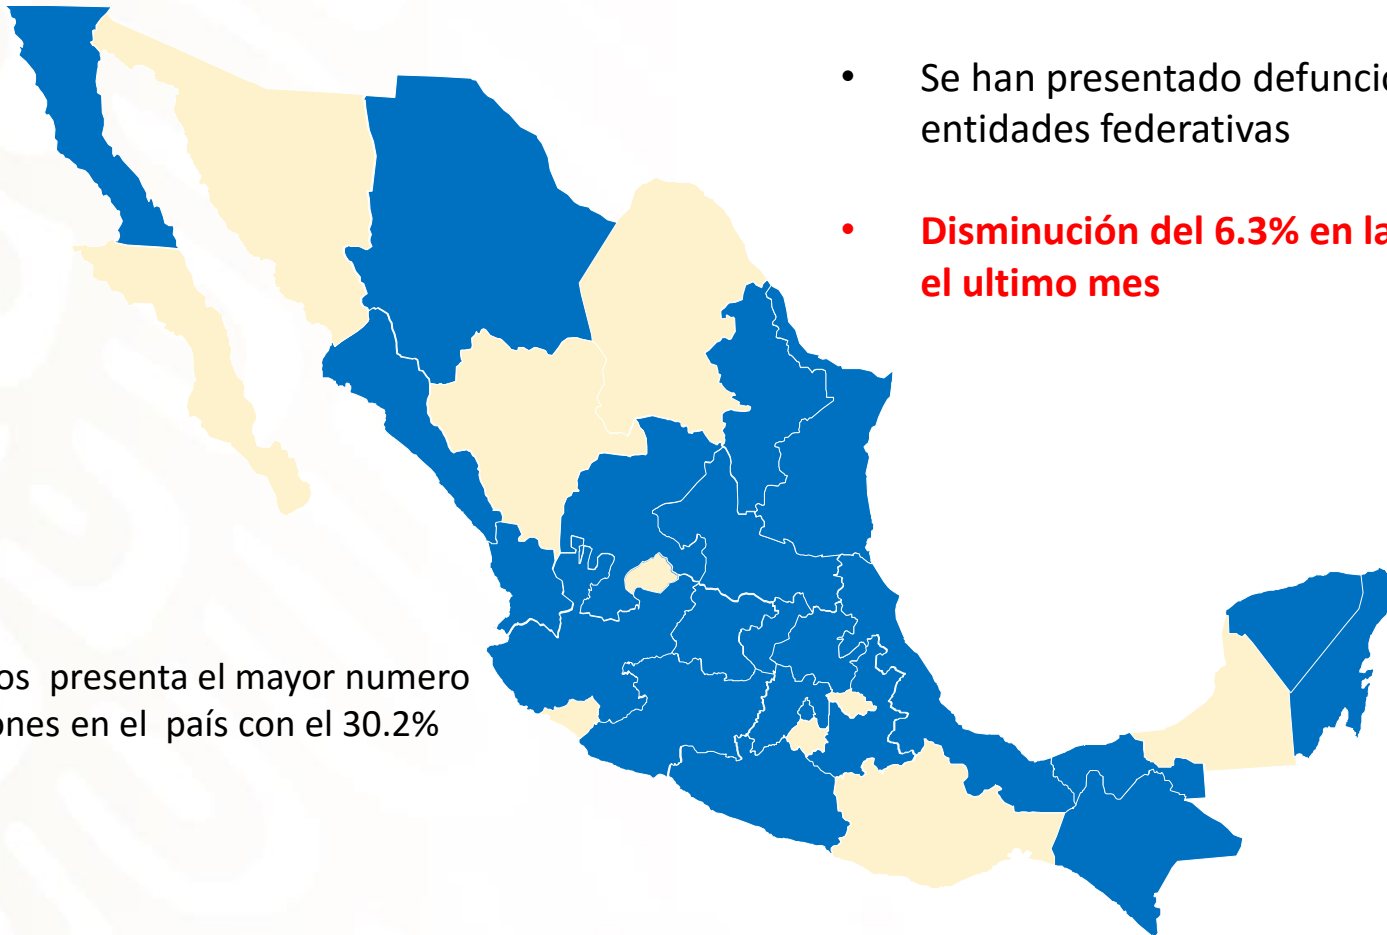 • Se han presentado defuncio
entidades federativas
• Disminución del 6.3% en la
el ultimo mes
os presenta el mayor numero
ones en el país con el 30.2%